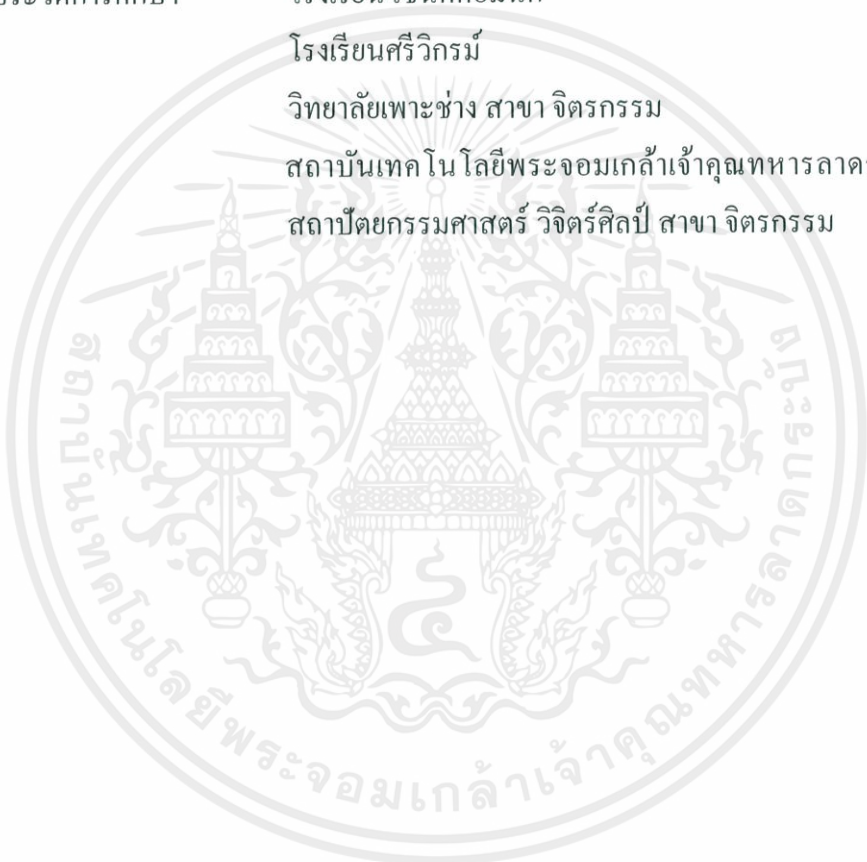 โรงเรียนศรีวิกรม์
วิทยาลัยเพาะช่าง สาขา จิตรกรรม
สถาบันเทคโนโลยีพระจอมเกล้าเจ้าคุณทหารลาด
สถาปัตยกรรมศาสตร์ วิจิตร์ศิลป์ สาขา จิตรกรรม
สถาบันเทคโนโลยีพระจอมเกล้าเจ้าคุณทหารลาดกระบัง